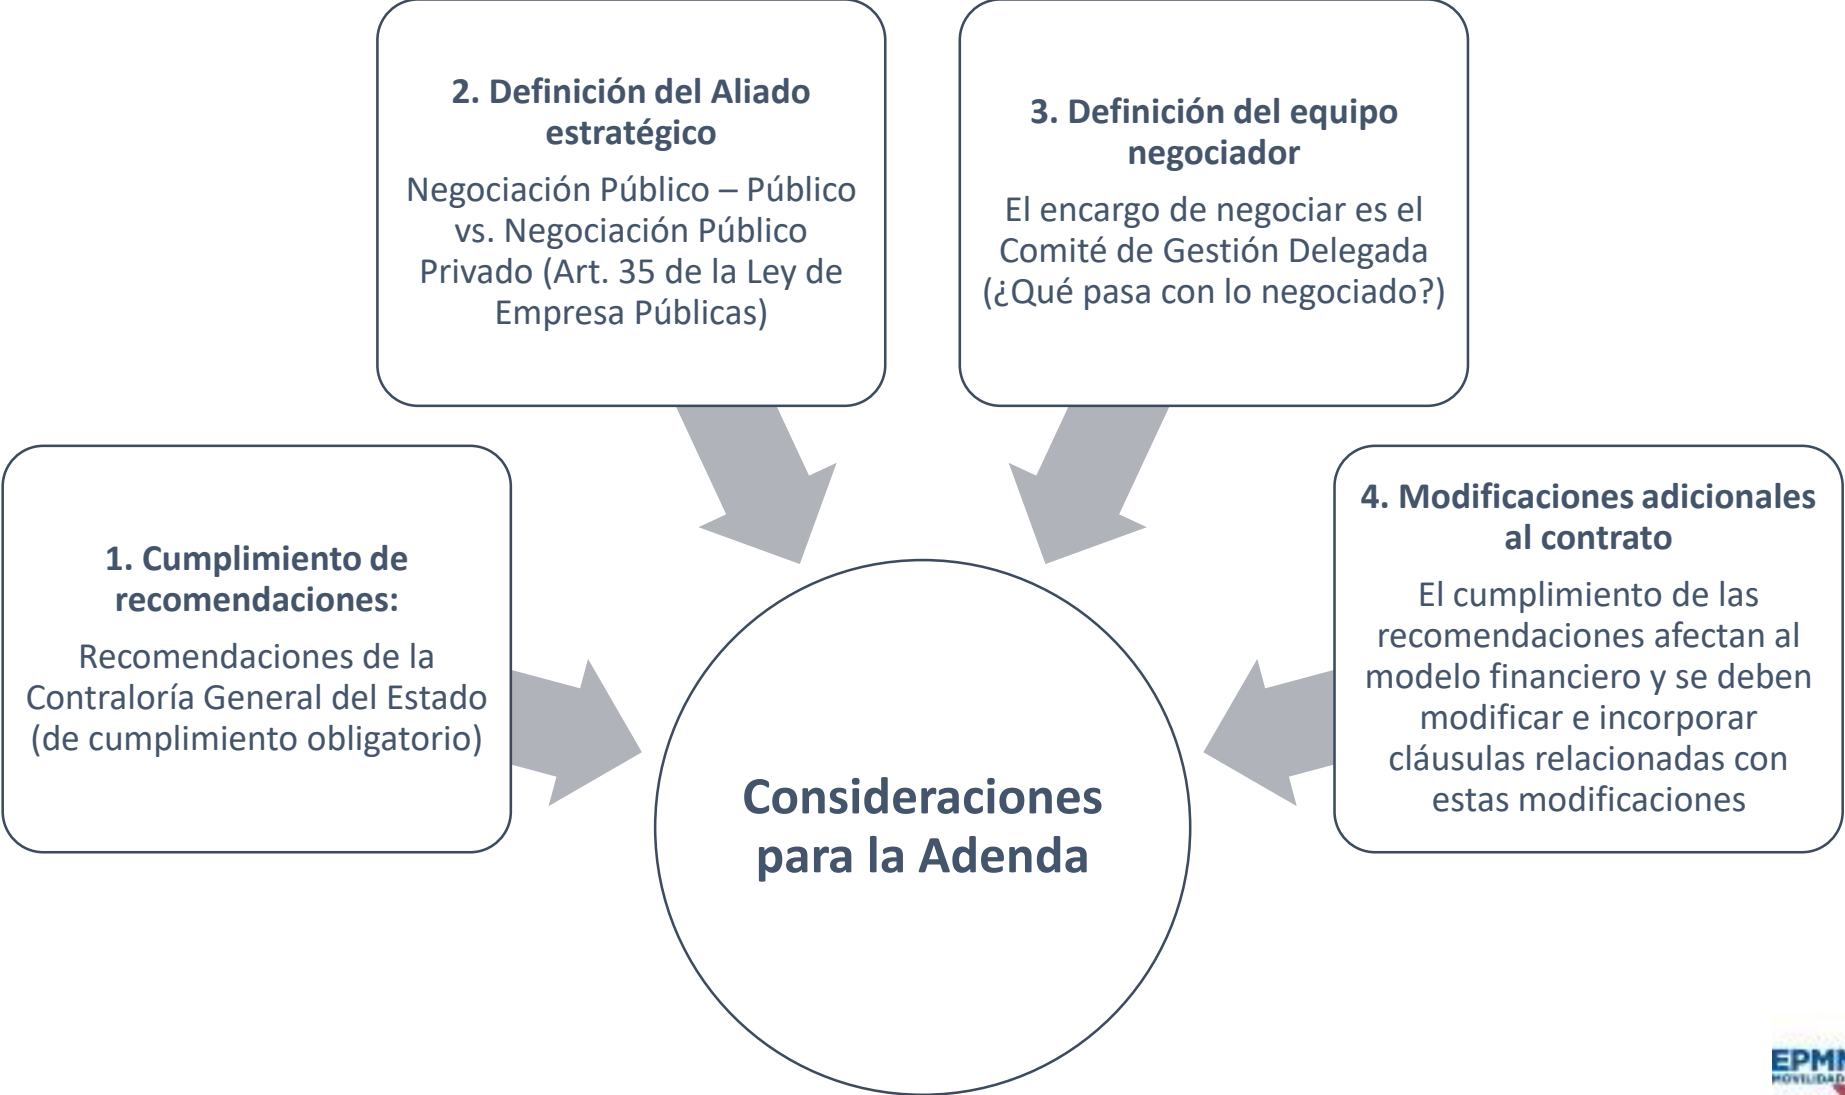 2. Definición del Aliado
estratégico
Negociación Público – Público
vs. Negociación Público
Privado (Art. 35 de la Ley de
Empresa Públicas)
3. Definición del equipo
negociador
El encargo de negociar es el
Comité de Gestión Delegada
(¿Qué pasa con lo negociado?)
1. Cumplimiento de
recomendaciones:
Recomendaciones de la
Contraloría General del Estado
(de cumplimiento obligatorio)
4. Modificaciones adicionales
al contrato
El cumplimiento de las
recomendaciones afectan al
modelo financiero y se deben
modificar e incorporar
cláusulas relacionadas con
estas modificaciones
Consideraciones
para la Adenda
MOVILIDAD